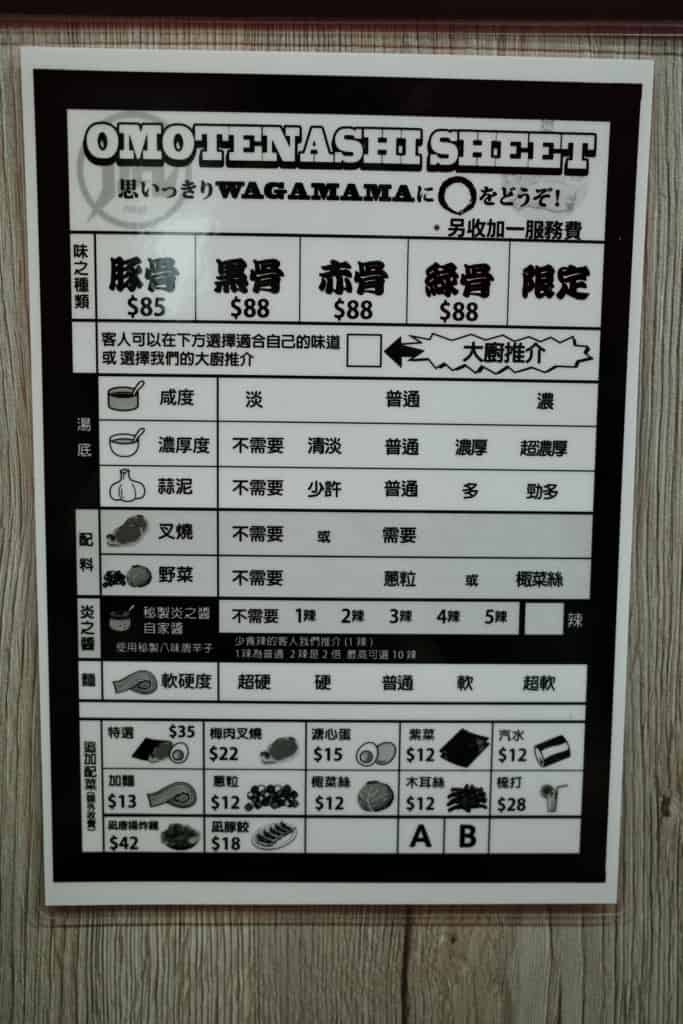 OMOTENASHI SHEET
思いっきりWAGAMAMAに〇をどうぞ!
・另收加一服務費
味之種類 豚骨 $85 黒骨 $88 赤骨 $88 緑骨 $88 限定
客人可以在下方選擇適合自己的味道
或 選擇我們的大廚推介
大廚推介
湯底
咸度 淡 普通 濃
濃厚度 不需要 清淡 普通 濃厚 超濃厚
蒜泥 不需要 少許 普通 多 勁多
配料
叉燒 不需要 或 需要
野菜 不需要 蔥粒 或 椰菜絲
炎之醬
秘製炎之醬
自家醬
使用秘製八味唐辛子
不需要 1辣 2辣 3辣 4辣 5辣 辣
少食辣的客人我們推介 (1 辣)
1辣為普通 2辣是2倍 最高可選10辣
麵 軟硬度 超硬 硬 普通 軟 超軟
追加配菜(額外收費)
特選 $35 梅肉叉燒 $22 溏心蛋 $15 紫菜 $12 汽水 $12
加麵 $13 蔥粒 $12 椰菜絲 $12 木耳絲 $12 梳打 $28
$42 $18 A B